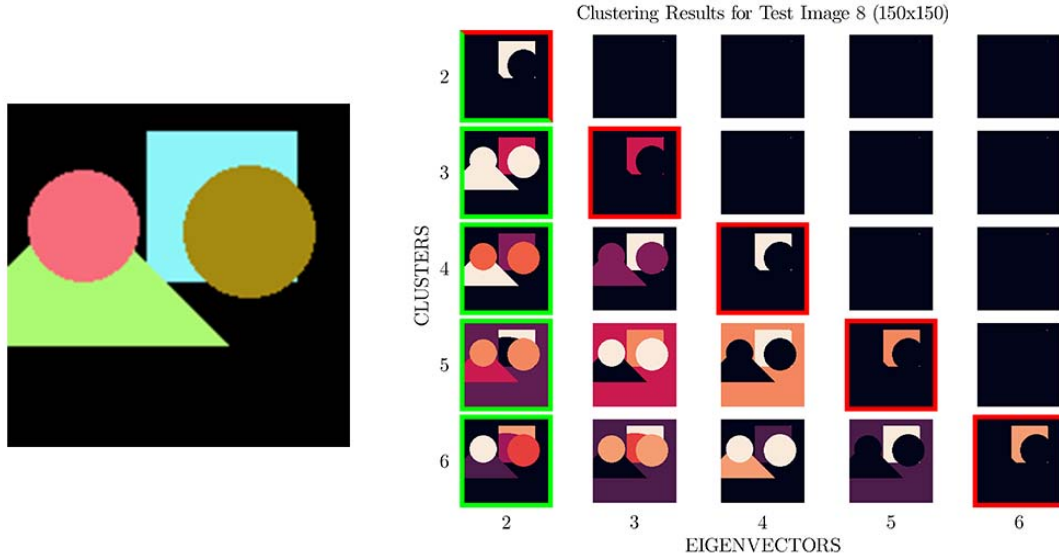 Clustering Results for Test Image 8 (150x150)
2
3
4
5
6
CLUSTERS
2 3 4 5 6
EIGENVECTORS